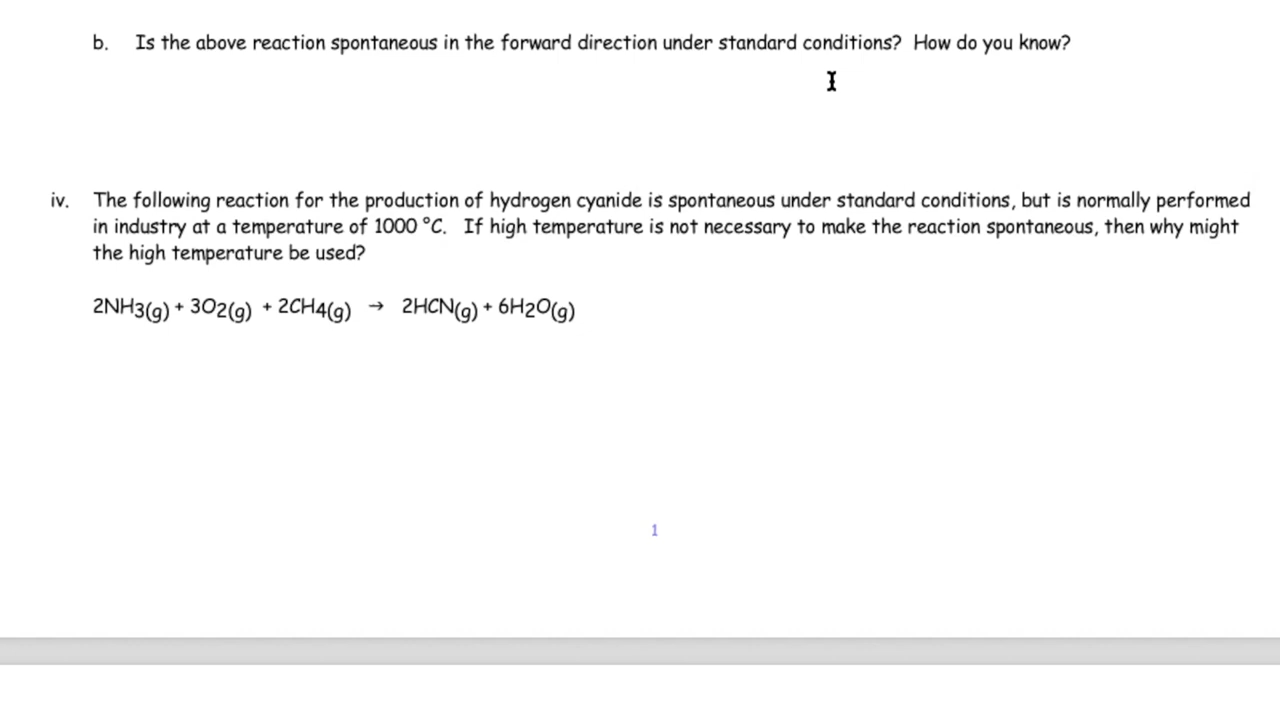 b. Is the above reaction spontaneous in the forward direction under standard conditions? How do you know?
iv. The following reaction for the production of hydrogen cyanide is spontaneous under standard conditions, but is normally performed
in industry at a temperature of 1000 °C. If high temperature is not necessary to make the reaction spontaneous, then why might
the high temperature be used?
2NH3(g) + 3O2(g) + 2CH4(g) → 2HCN(g) + 6H2O(g)
1